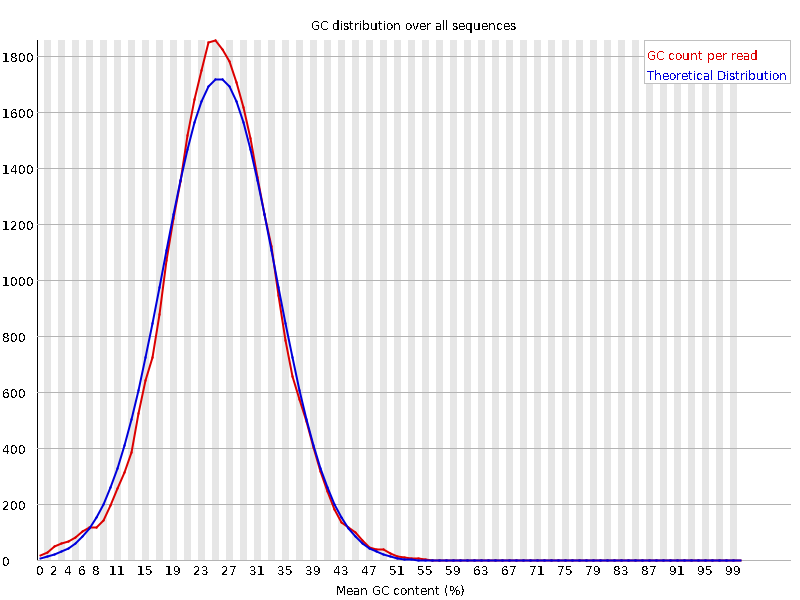 GC distribution over all sequences
GC count per read
Theoretical Distribution
1800
1600
1400
1200
1000
800
600
400
200
0
0 2 4 6 8 11 15 19 23 27 31 35 39 43 47 51 55 59 63 67 71 75 79 83 87 91 95 99
Mean GC content (%)